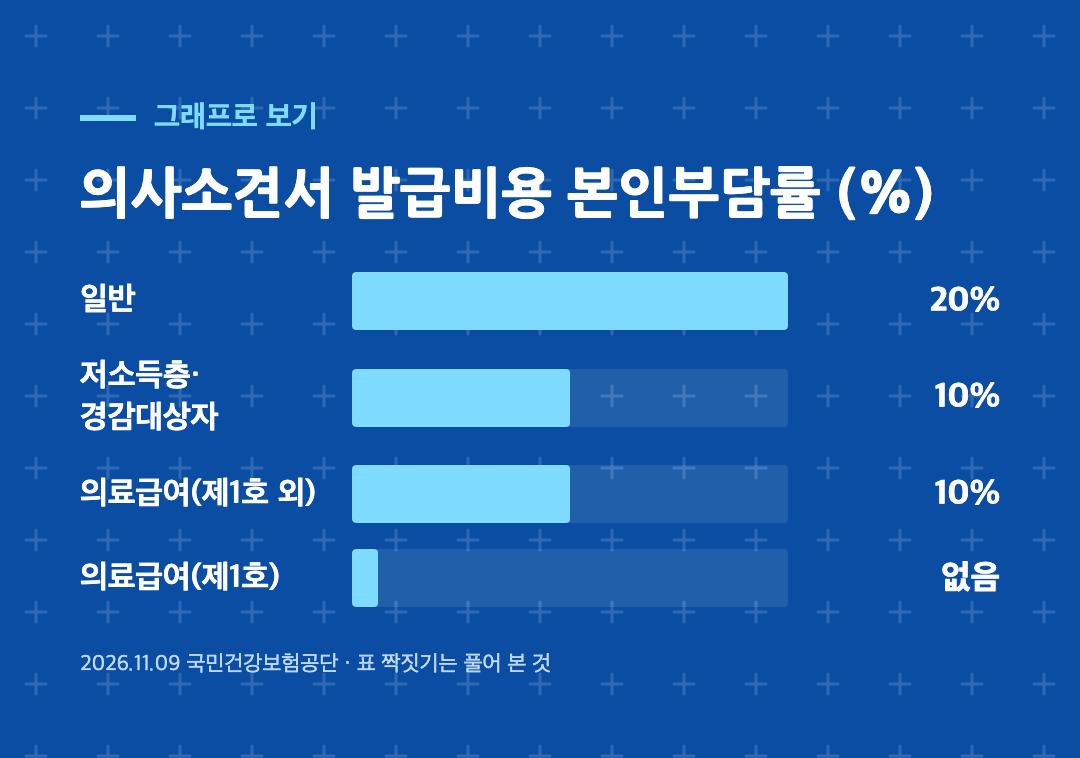 그래프로 보기
의사소견서 발급비용 본인부담률 (%)
일반 20%
저소득층·
경감대상자 10%
의료급여(제1호 외) 10%
의료급여(제1호) 없음
2026.11.09 국민건강보험공단 · 표 짝짓기는 풀어 본 것